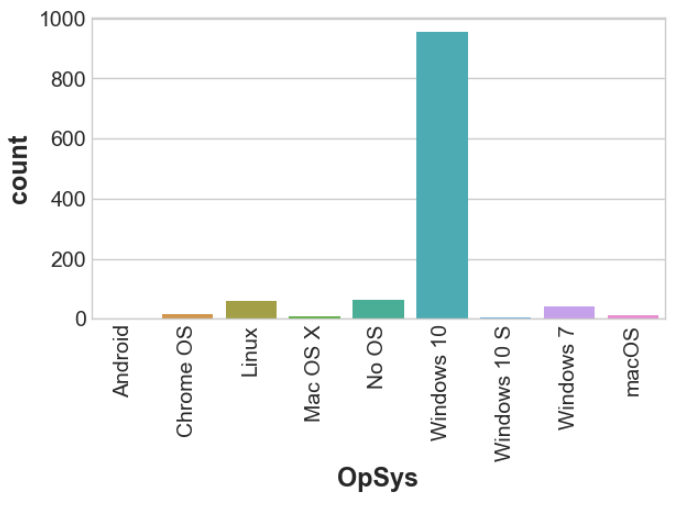 1000
800
600
400
200
0
count
Android
Chrome OS
Linux
Mac OS X
No OS
Windows 10
Windows 10 S
Windows 7
macOS
OpSys